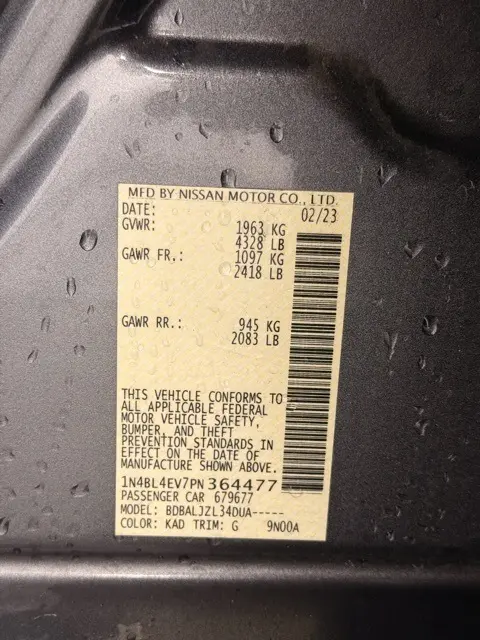 MFD BY NISSAN MOTOR CO., LTD.
DATE: 02/23
GVWR: 1963 KG
4328 LB
GAWR FR.: 1097 KG
2418 LB
GAWR RR.: 945 KG
2083 LB
THIS VEHICLE CONFORMS TO
ALL APPLICABLE FEDERAL
MOTOR VEHICLE SAFETY,
BUMPER, AND THEFT
PREVENTION STANDARDS IN
EFFECT ON THE DATE OF
MANUFACTURE SHOWN ABOVE.
1N4BL4EV7PN364477
PASSENGER CAR 679677
MODEL: BDBALJZL34DUA-----
COLOR: KAD TRIM: G 9N00A